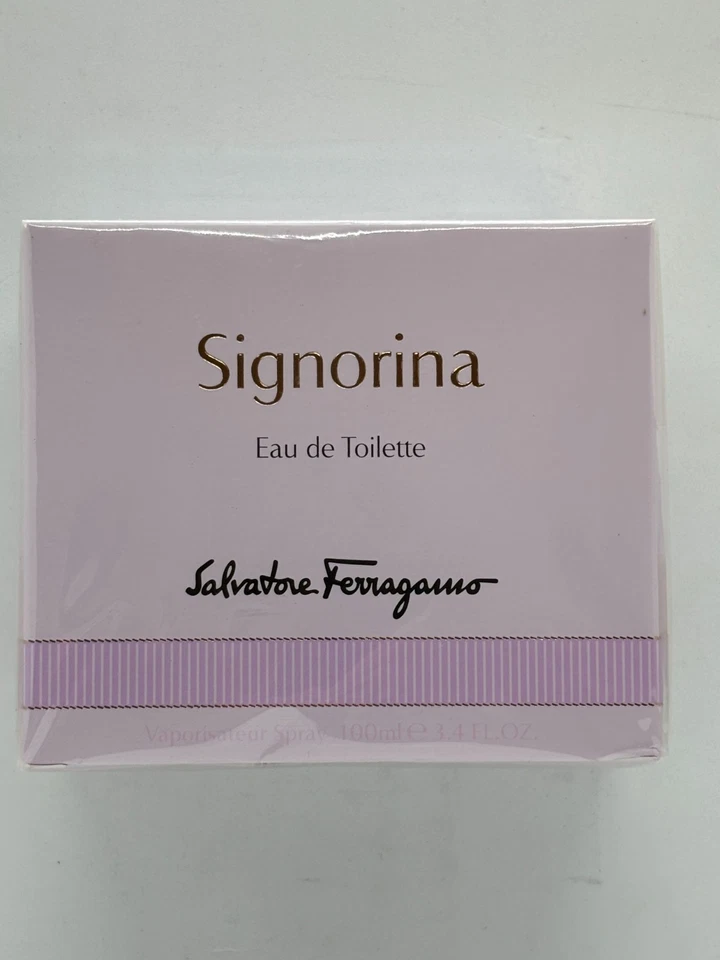 Signorina
Eau de Toilette
Salvatore Ferragamo
Vaporisateur Spray 100ml ℮ 3.4 FL.OZ.